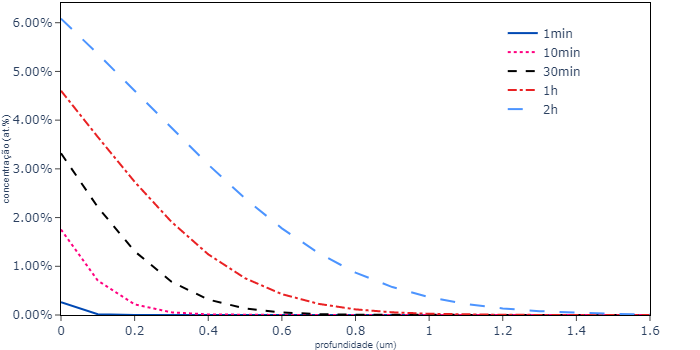 6.00%
5.00%
4.00%
3.00%
2.00%
1.00%
0.00%
concentração (at.%)
1min
10min
30min
1h
2h
0 0.2 0.4 0.6 0.8 1 1.2 1.4 1.6
profundidade (um)